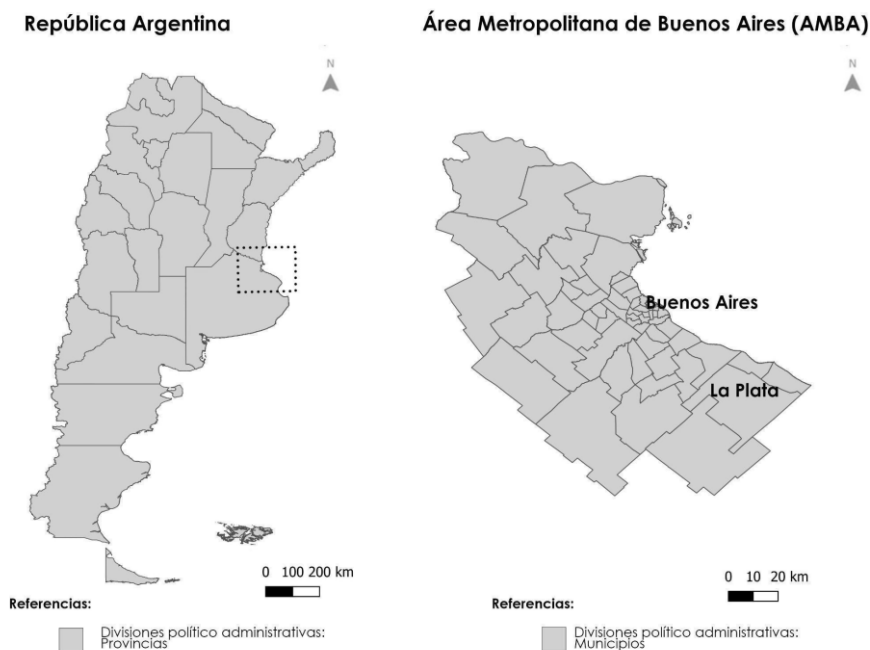 República Argentina
Área Metropolitana de Buenos Aires (AMBA)
N
N
Buenos Aires
La Plata
0 100 200 km
0 10 20 km
Referencias:
Referencias:
Divisiones político administrativas:
Provincias
Divisiones político administrativas:
Municipios